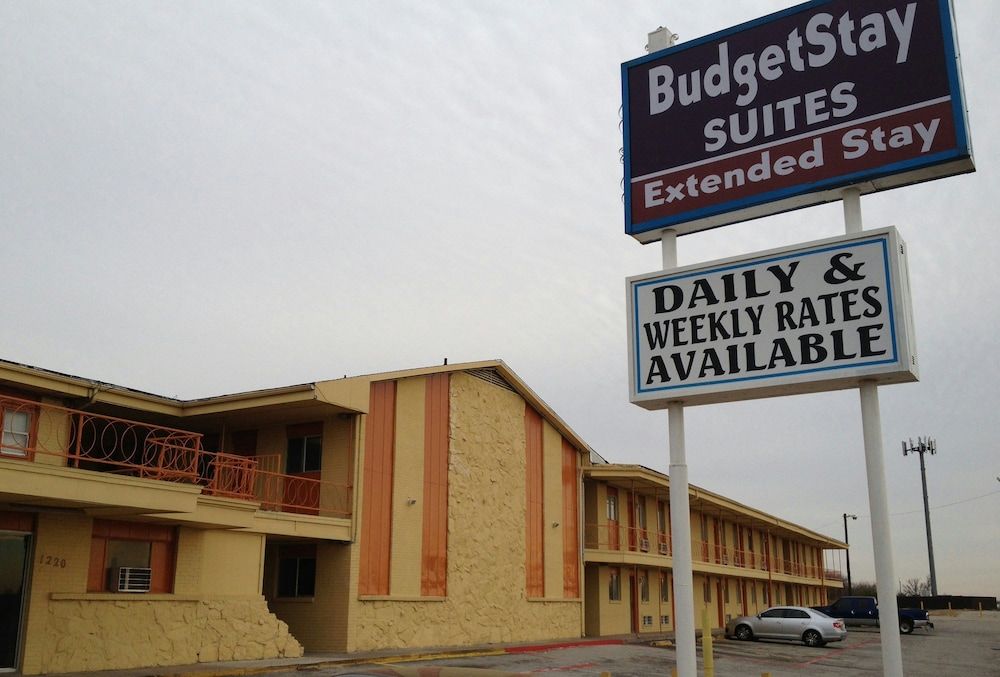 BudgetStay
SUITES
Extended Stay
DAILY &
WEEKLY RATES
AVAILABLE
1220